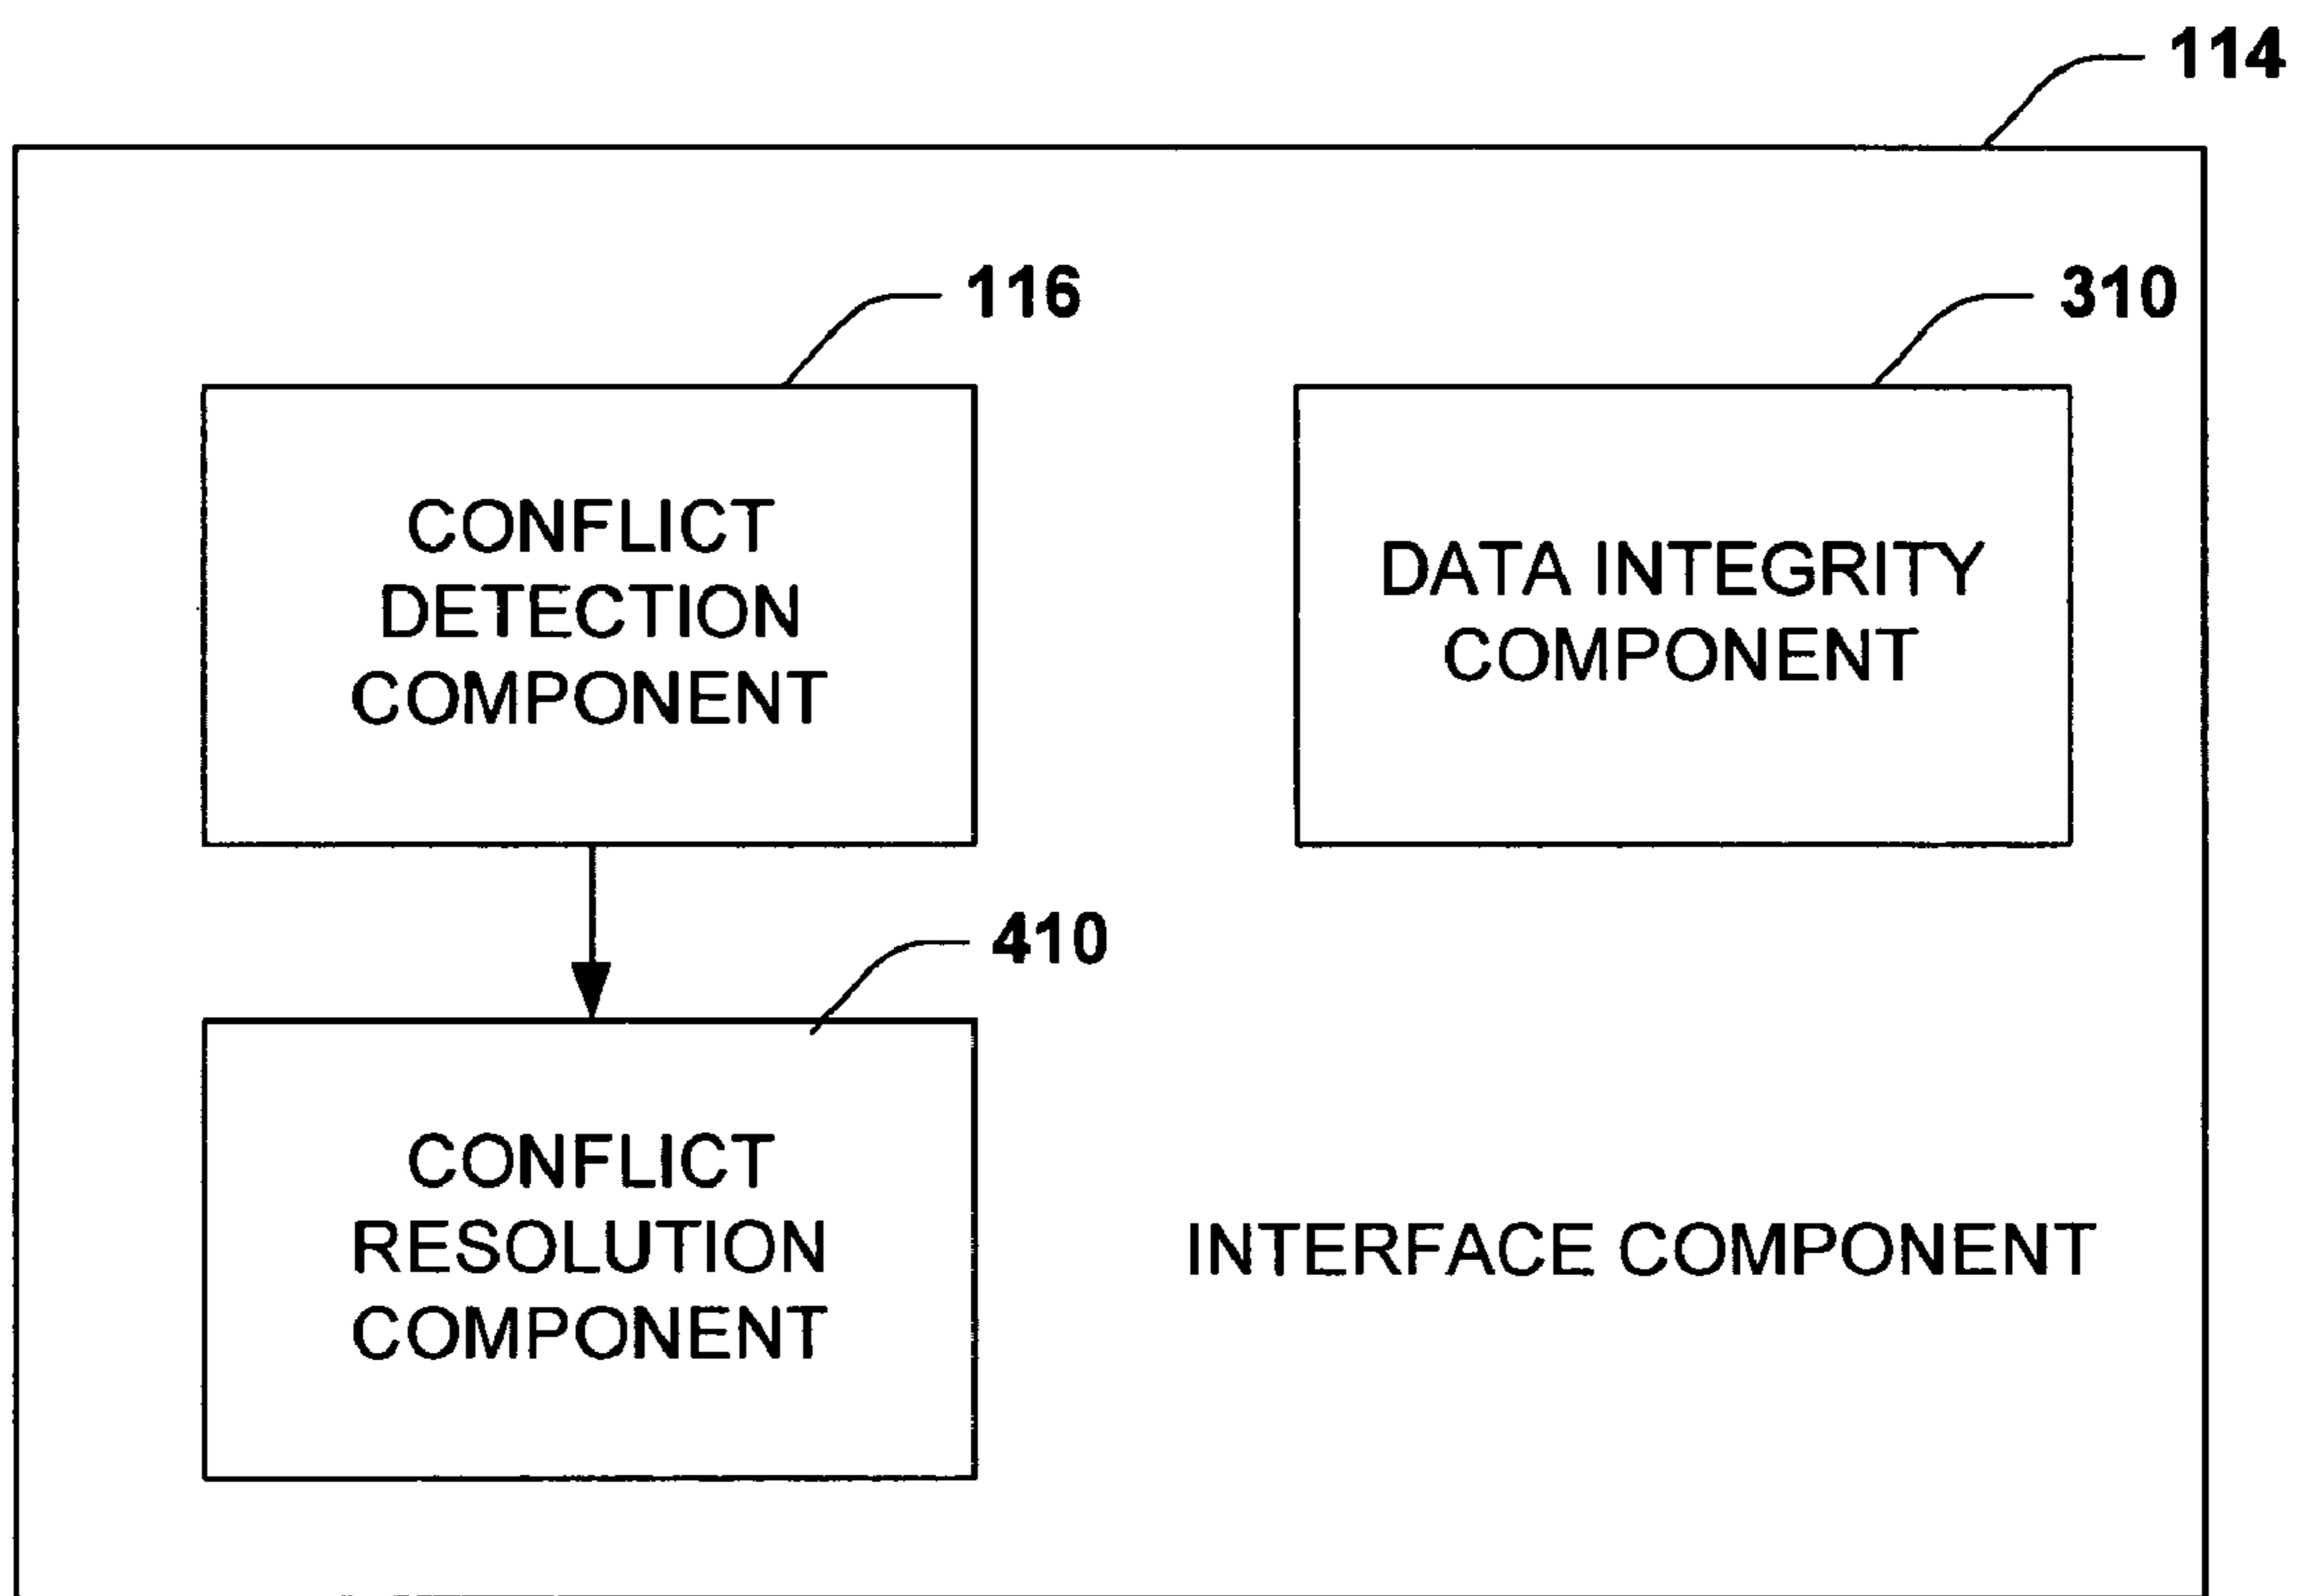 114
116
310
CONFLICT
DETECTION
COMPONENT
DATA INTEGRITY
COMPONENT
410
CONFLICT
RESOLUTION
COMPONENT
INTERFACE COMPONENT